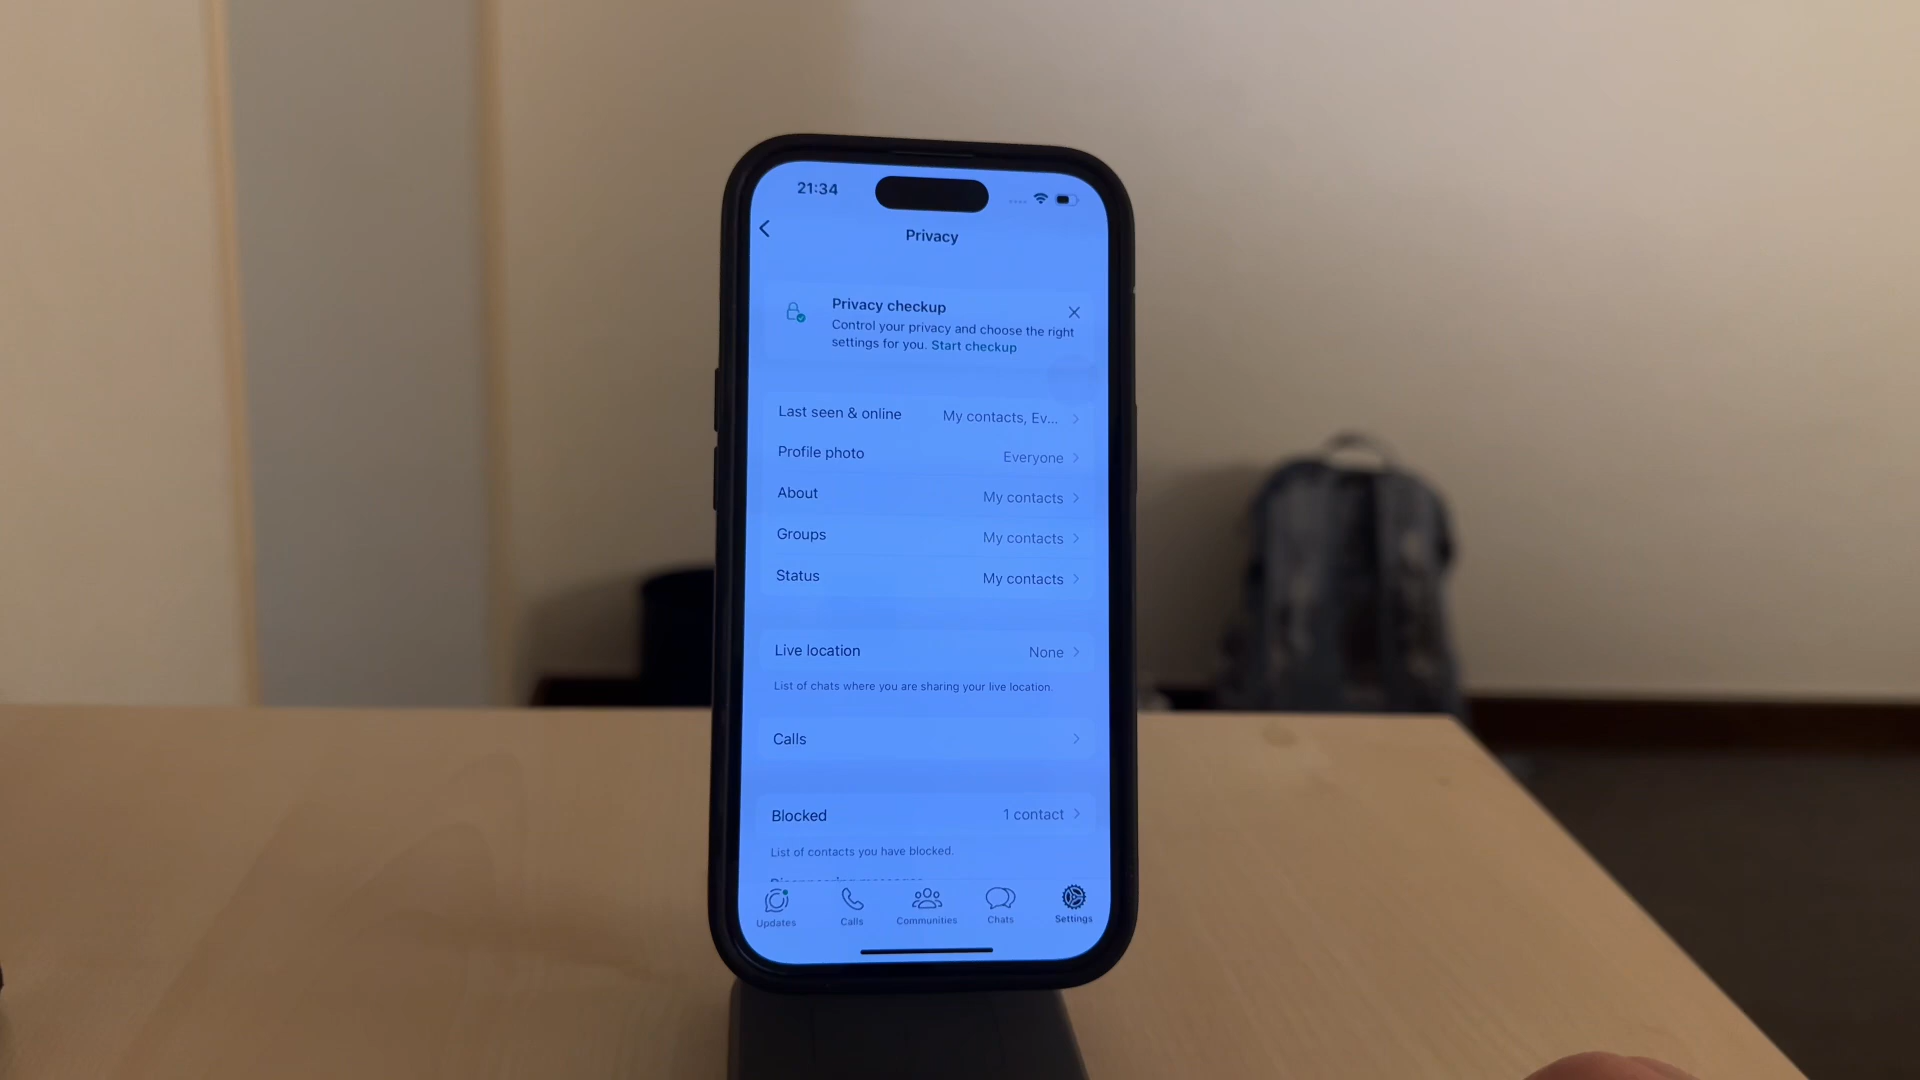 21:34
Privacy
Privacy checkup
Control your privacy and choose the right
settings for you. Start checkup
Last seen & online My contacts, Ev...
Profile photo Everyone
About My contacts
Groups My contacts
Status My contacts
Live location None
List of chats where you are sharing your live location.
Calls
Blocked 1 contact
List of contacts you have blocked.
Updates Calls Communities Chats Settings